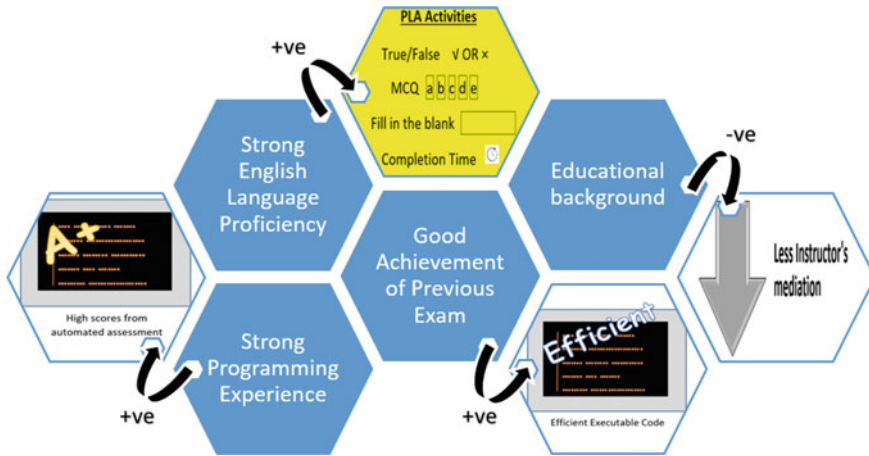 PLA Activities
+ve
True/False √ OR ×
MCQ a b c d e
Fill in the blank
Completion Time
Strong
English
Language
Proficiency
Educational
background
-ve
A+
High scores from
automated assessment
Good
Achievement
of Previous
Exam
Less Instructor's
mediation
Strong
Programming
Experience
+ve
Efficient
Efficient Executable Code
+ve